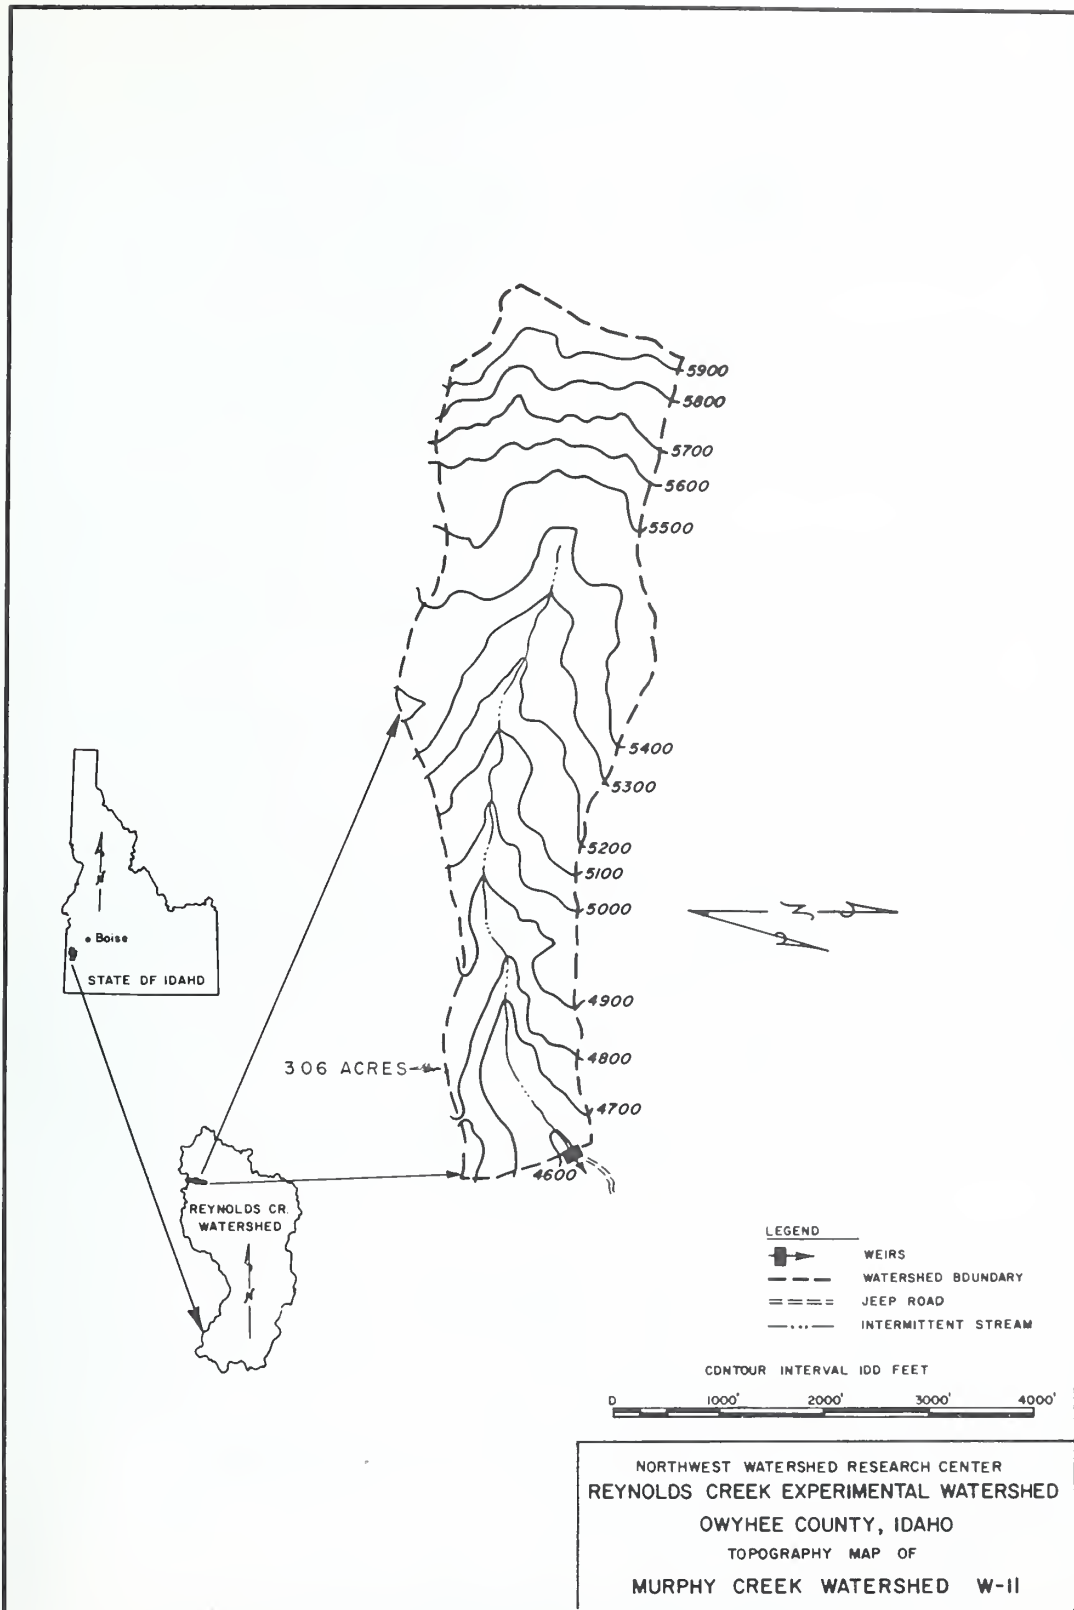 5900
5800
5700
5600
5500
5400
5300
5200
5100
5000
4900
4800
4700
4600
N
Boise
STATE OF IDAHO
306 ACRES
REYNOLDS CR.
WATERSHED
N
LEGEND
WEIRS
WATERSHED BOUNDARY
JEEP ROAD
INTERMITTENT STREAM
CONTOUR INTERVAL 100 FEET
0 1000' 2000' 3000' 4000'
NORTHWEST WATERSHED RESEARCH CENTER
REYNOLDS CREEK EXPERIMENTAL WATERSHED
OWYHEE COUNTY, IDAHO
TOPOGRAPHY MAP OF
MURPHY CREEK WATERSHED W-11